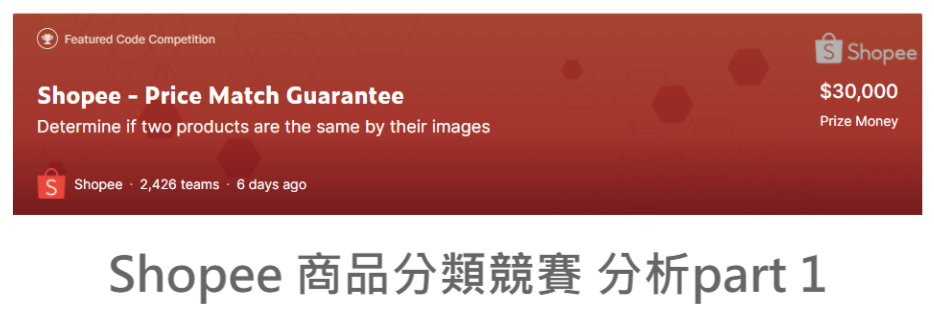 Featured Code Competition
Shopee
Shopee - Price Match Guarantee
$30,000
Determine if two products are the same by their images
Prize Money
Shopee · 2,426 teams · 6 days ago
Shopee 商品分類競賽 分析part 1